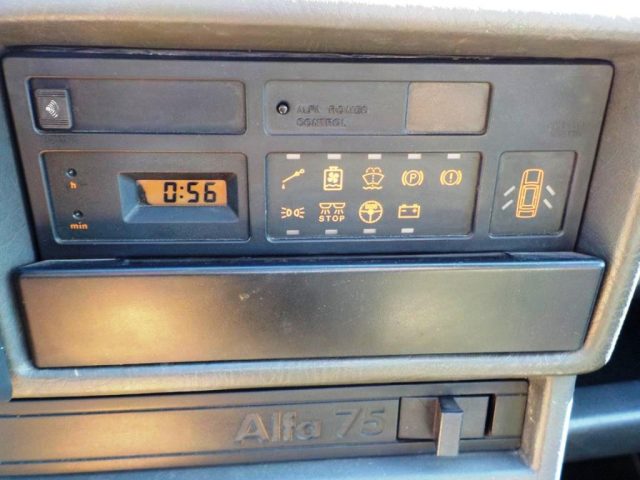 ALFA ROMEO
CONTROL
h
0:56
min
P
!
STOP
Alfa 75